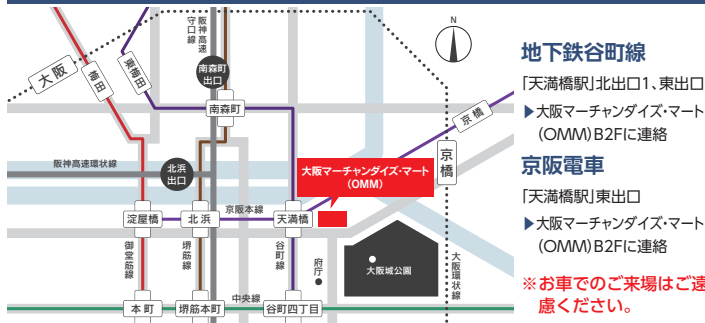 阪神高速
守口線
N
大阪
梅田
東梅田
南森町
出口
南森町
京橋
京橋
阪神高速環状線
北浜
出口
大阪マーチャンダイズ・マート
(OMM)
淀屋橋
北浜
京阪本線
天満橋
御堂筋線
堺筋線
谷町線
府庁
大阪城公園
大阪環状線
中央線
本町
堺筋本町
谷町四丁目
地下鉄谷町線
「天満橋駅」北出口1、東出口
▶大阪マーチャンダイズ・マート
(OMM)B2Fに連絡
京阪電車
「天満橋駅」東出口
▶大阪マーチャンダイズ・マート
(OMM)B2Fに連絡
※お車でのご来場はご遠
慮ください。